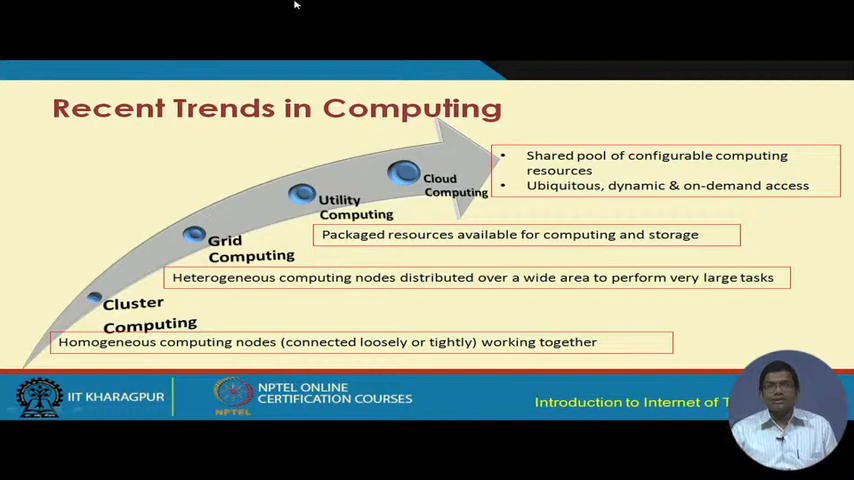 Recent Trends in Computing
• Shared pool of configurable computing
resources
• Ubiquitous, dynamic & on-demand access
Cloud
Computing
Utility
Computing
Packaged resources available for computing and storage
Grid
Computing
Heterogeneous computing nodes distributed over a wide area to perform very large tasks
Cluster
Computing
Homogeneous computing nodes (connected loosely or tightly) working together
IIT KHARAGPUR
NPTEL
NPTEL ONLINE
CERTIFICATION COURSES
Introduction to Internet of